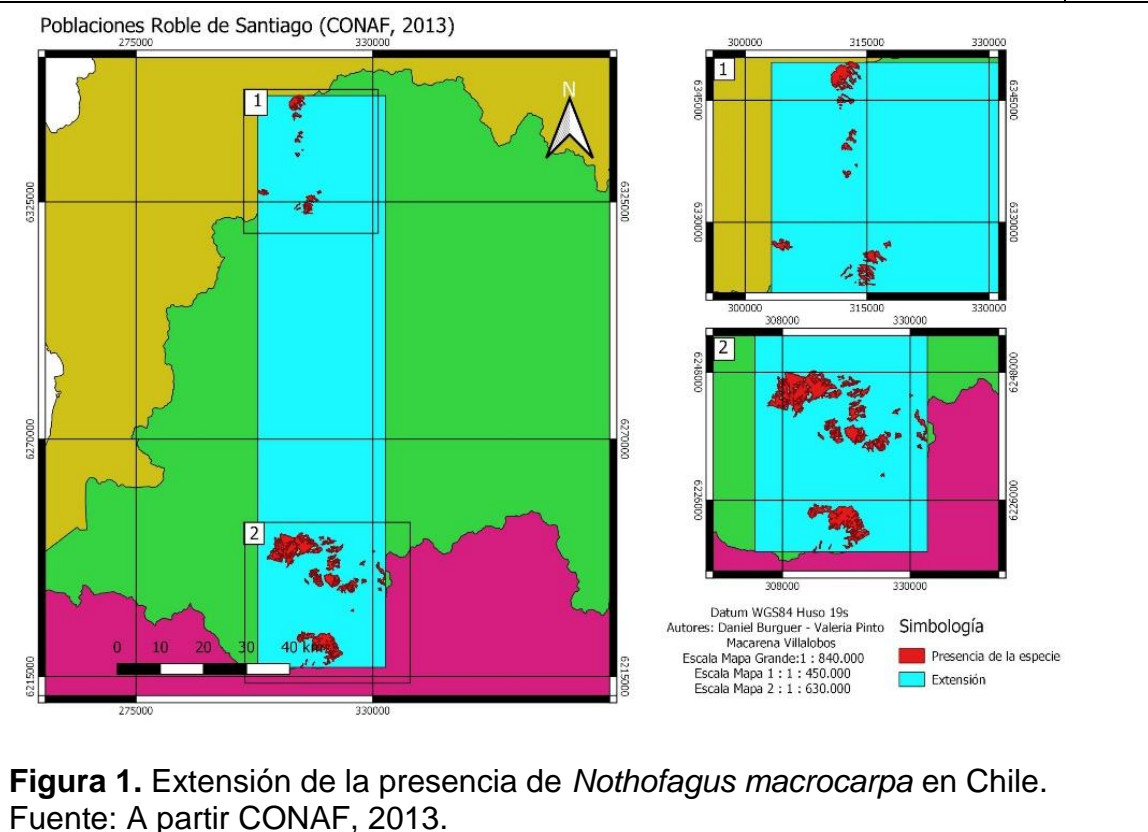 Poblaciones Roble de Santiago (CONAF, 2013)
275000 330000
1
N
6325000 6325000
6270000 6270000
2
0 10 20 30 40 km
6215000 6215000
275000 330000
300000 315000 330000
1
6345000 6345000
6330000 6330000
300000 315000 330000
308000 330000
2
6248000 6248000
6226000 6226000
308000 330000
Datum WGS84 Huso 19s
Autores: Daniel Burguer - Valeria Pinto
Macarena Villalobos
Escala Mapa Grande:1 : 840.000
Escala Mapa 1 : 1 : 450.000
Escala Mapa 2 : 1 : 630.000
Simbología
Presencia de la especie
Extensión
Figura 1. Extensión de la presencia de Nothofagus macrocarpa en Chile.
Fuente: A partir CONAF, 2013.